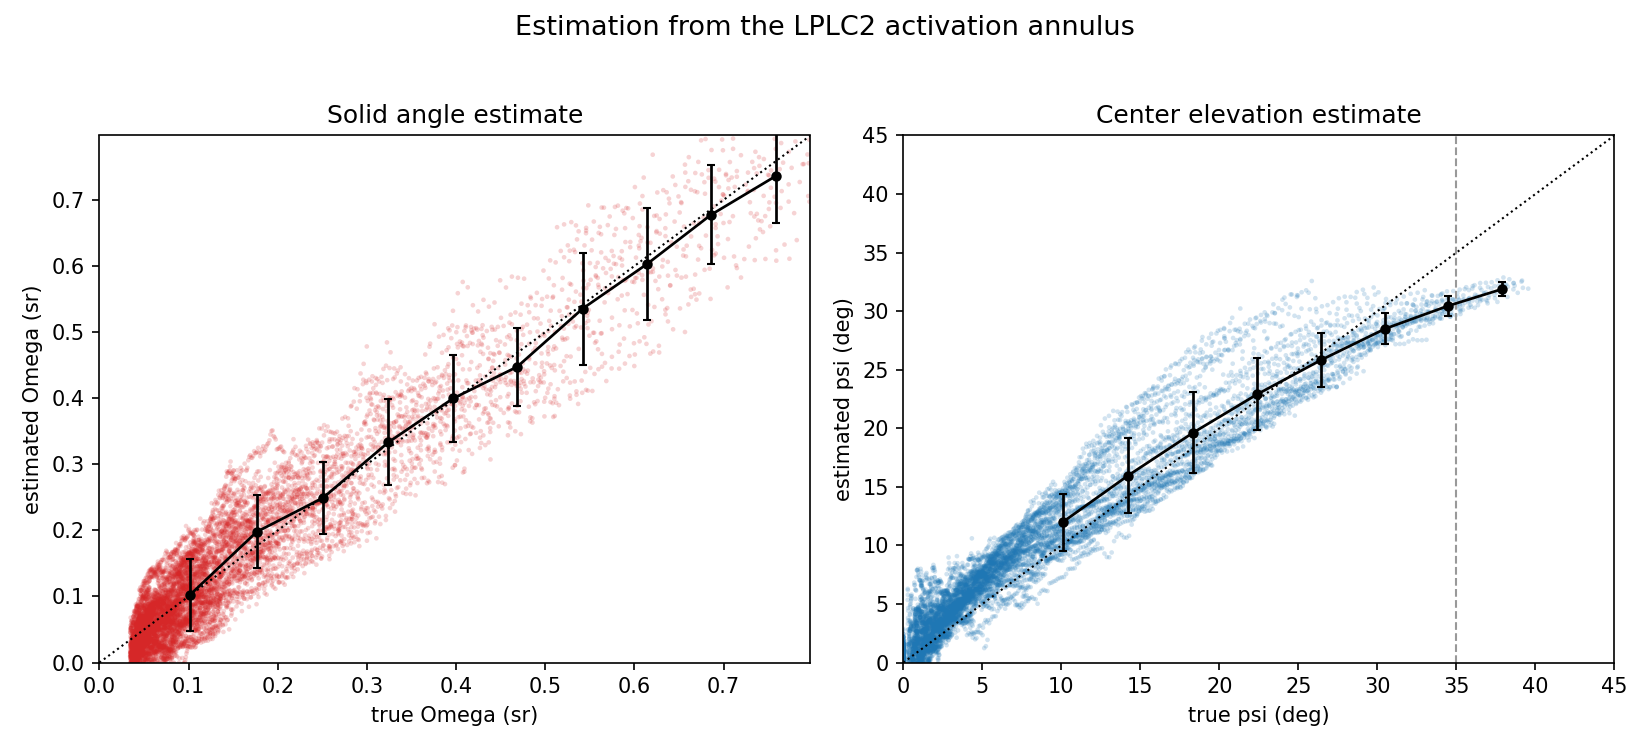 Estimation from the LPLC2 activation annulus
Solid angle estimate
estimated Omega (sr)
0.7
0.6
0.5
0.4
0.3
0.2
0.1
0.0
0.0 0.1 0.2 0.3 0.4 0.5 0.6 0.7
true Omega (sr)
Center elevation estimate
estimated psi (deg)
45
40
35
30
25
20
15
10
5
0
0 5 10 15 20 25 30 35 40 45
true psi (deg)